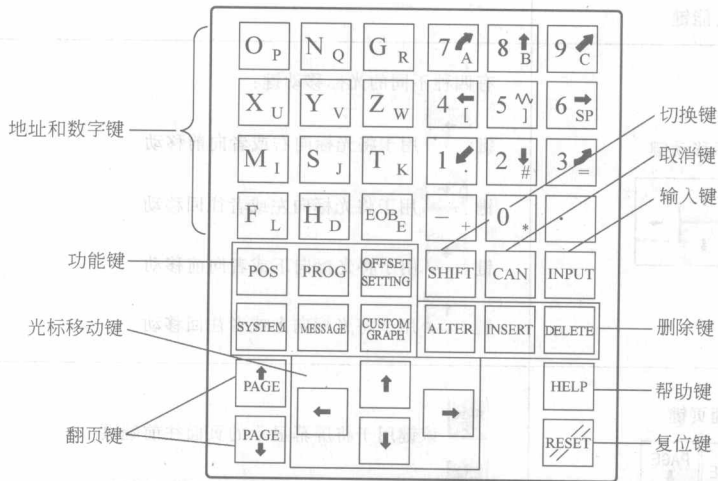 O P N Q G R 7 A 8 B 9 C
X U Y V Z W 4 [ 5 ] 6 SP
M I S J T K 1 . 2 # 3 =
F L H D EOB E - + 0 * .
POS PROG OFFSET SETTING SHIFT CAN INPUT
SYSTEM MESSAGE CUSTOM GRAPH ALTER INSERT DELETE
PAGE HELP
PAGE RESET
地址和数字键
功能键
光标移动键
翻页键
切换键
取消键
输入键
删除键
帮助键
复位键